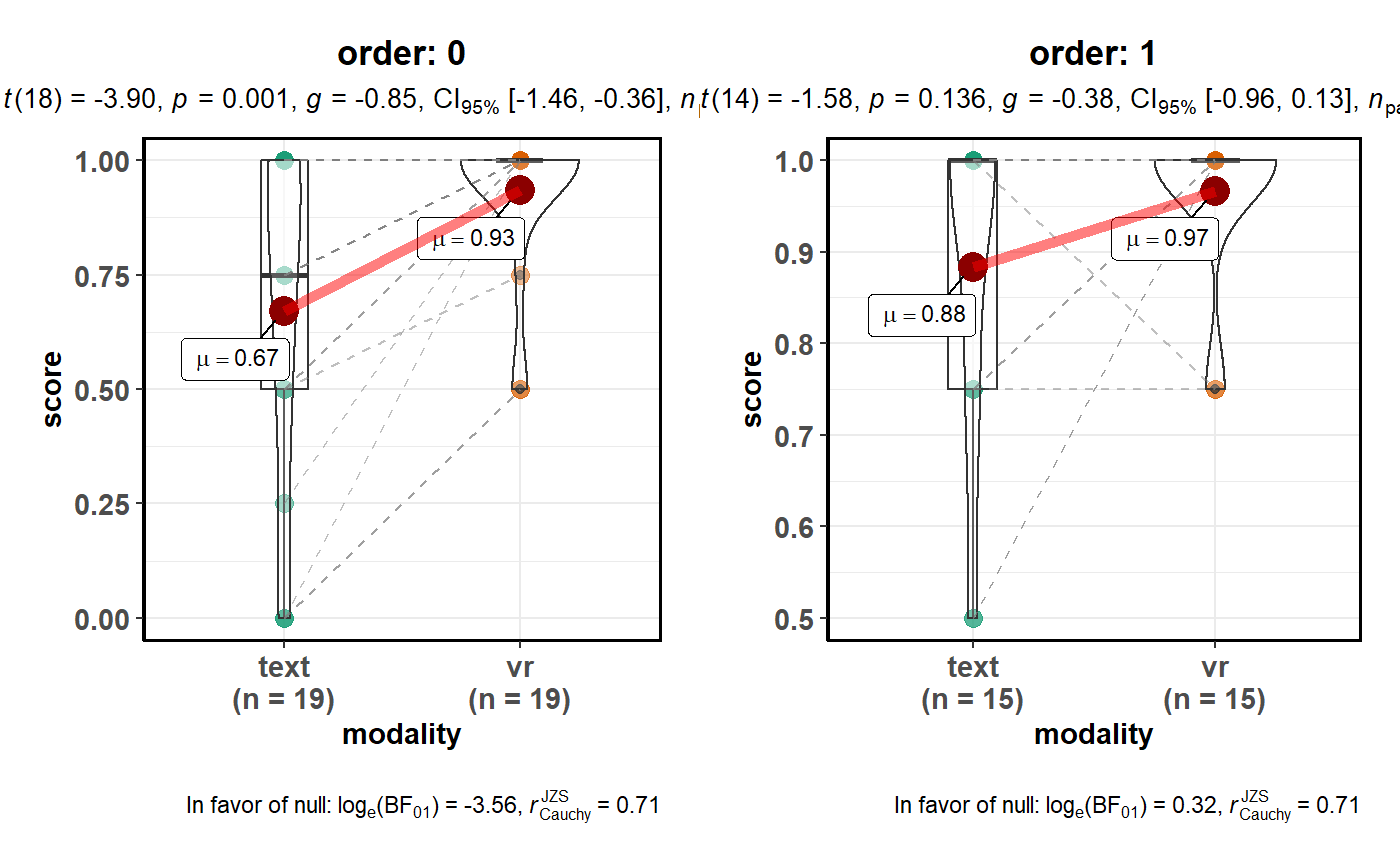 order: 0
t(18) = -3.90, p = 0.001, g = -0.85, CI95% [-1.46, -0.36], n
1.00
0.75
0.50
0.25
0.00
score
μ = 0.93
μ = 0.67
text
(n = 19)
vr
(n = 19)
modality
In favor of null: loge(BF01) = -3.56, r JZS Cauchy = 0.71
order: 1
t(14) = -1.58, p = 0.136, g = -0.38, CI95% [-0.96, 0.13], npa
1.0
0.9
0.8
0.7
0.6
0.5
score
μ = 0.97
μ = 0.88
text
(n = 15)
vr
(n = 15)
modality
In favor of null: loge(BF01) = 0.32, r JZS Cauchy = 0.71